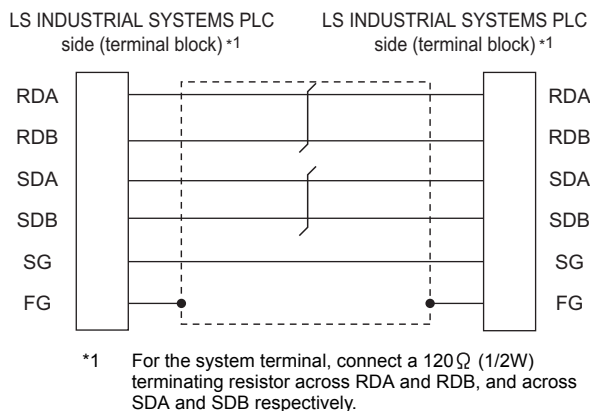 LS INDUSTRIAL SYSTEMS PLC
side (terminal block) *1
LS INDUSTRIAL SYSTEMS PLC
side (terminal block) *1
RDA
RDA
RDB
RDB
SDA
SDA
SDB
SDB
SG
SG
FG
FG
*1 For the system terminal, connect a 120Ω (1/2W)
terminating resistor across RDA and RDB, and across
SDA and SDB respectively.